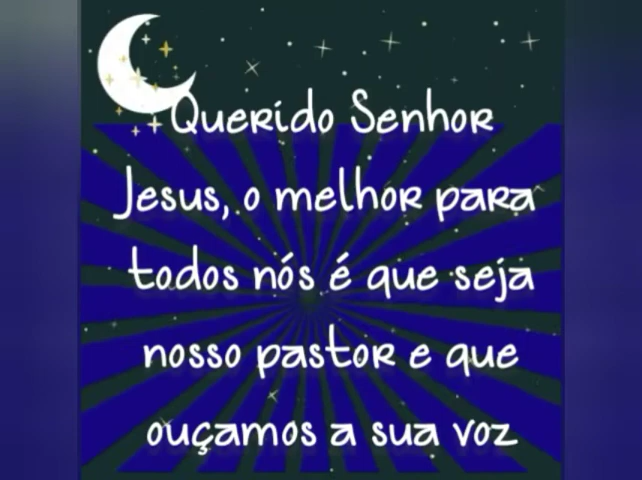 Querido Senhor
Jesus, o melhor para
todos nós é que seja
nosso pastor e que
ouçamos a sua voz